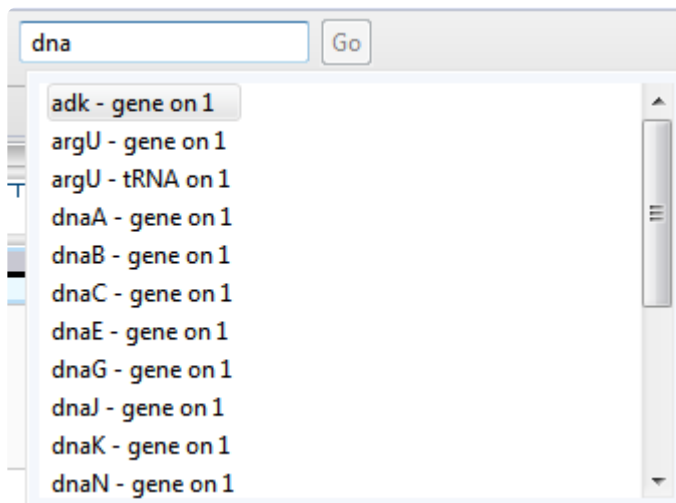 dna Go
adk - gene on 1
argU - gene on 1
argU - tRNA on 1
dnaA - gene on 1
dnaB - gene on 1
dnaC - gene on 1
dnaE - gene on 1
dnaG - gene on 1
dnaJ - gene on 1
dnaK - gene on 1
dnaN - gene on 1